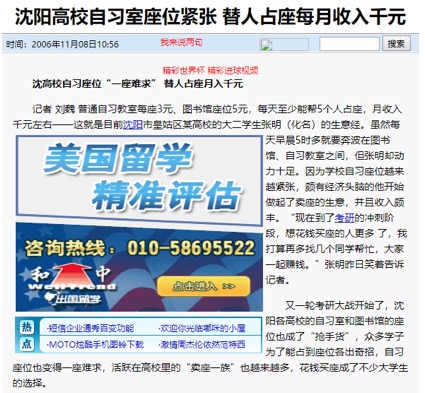 沈阳高校自习室座位紧张 替人占座每月收入千元
时间：2006年11月08日10:56
我来说两句
搜索
精彩世界杯 精彩进球视频
沈高校自习座位“一座难求” 替人占座月入千元
记者 刘魏 普通自习教室每座3元、图书馆座位5元，每天至少能帮5个人占座，月收入
千元左右——这就是目前沈阳市皇姑区某高校的大二学生张明（化名）的生意经。虽然每
天早晨5时多就要奔波在图书
馆、自习教室之间，但张明却动
力十足。因为学校自习座位越来
越紧张，颇有经济头脑的他开始
做起了卖座的生意，并且收入颇
丰。“现在到了考研的冲刺阶
段，想花钱买座的人更多 了，我
打算再多找几个同学帮忙，大家
一起赚钱。”张明昨日笑着告诉
记者。
美国留学
精准评估
咨询热线：010-58695522
和中
WellTrend
出国留学
点击进入 >>
热点
·短信企业通秀百变功能
·欢迎你光临嘟咪的小屋
·MOTO炫酷手机图铃下载
·激情周杰伦依然范特西
又一轮考研大战开始了，沈
阳各高校的自习室和图书馆的座
位也成了“抢手货”，众多学子
为了能占到座位各出奇招，自习
座位也变得一座难求，活跃在高校里的“卖座一族”也越来越多，花钱买座成了不少大学生
的选择。